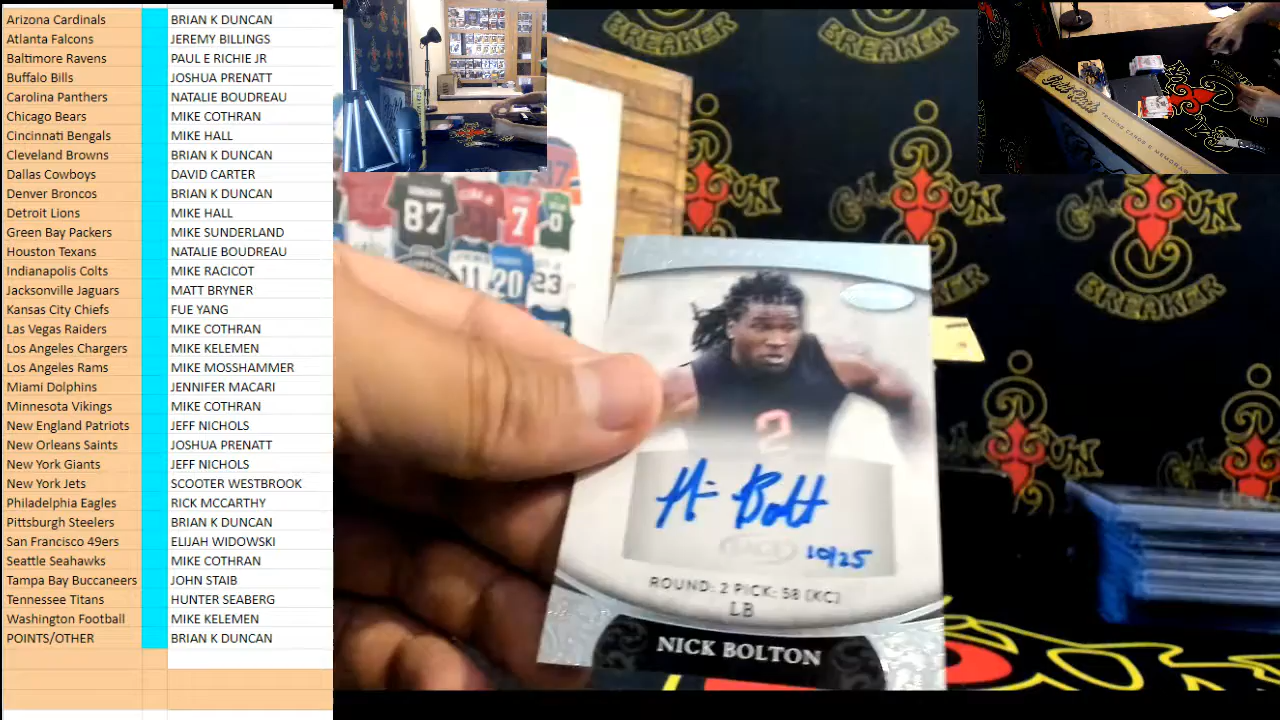 Arizona Cardinals BRIAN K DUNCAN
Atlanta Falcons JEREMY BILLINGS
Baltimore Ravens PAUL E RICHIE JR
Buffalo Bills JOSHUA PRENATT
Carolina Panthers NATALIE BOUDREAU
Chicago Bears MIKE COTHRAN
Cincinnati Bengals MIKE HALL
Cleveland Browns BRIAN K DUNCAN
Dallas Cowboys DAVID CARTER
Denver Broncos BRIAN K DUNCAN
Detroit Lions MIKE HALL
Green Bay Packers MIKE SUNDERLAND
Houston Texans NATALIE BOUDREAU
Indianapolis Colts MIKE RACICOT
Jacksonville Jaguars MATT BRYNER
Kansas City Chiefs FUE YANG
Las Vegas Raiders MIKE COTHRAN
Los Angeles Chargers MIKE KELEMEN
Los Angeles Rams MIKE MOSSHAMMER
Miami Dolphins JENNIFER MACARI
Minnesota Vikings MIKE COTHRAN
New England Patriots JEFF NICHOLS
New Orleans Saints JOSHUA PRENATT
New York Giants JEFF NICHOLS
New York Jets SCOOTER WESTBROOK
Philadelphia Eagles RICK MCCARTHY
Pittsburgh Steelers BRIAN K DUNCAN
San Francisco 49ers ELIJAH WIDOWSKI
Seattle Seahawks MIKE COTHRAN
Tampa Bay Buccaneers JOHN STAIB
Tennessee Titans HUNTER SEABERG
Washington Football MIKE KELEMEN
POINTS/OTHER BRIAN K DUNCAN
BREAKER
BREAKER
CAJUN
BREAKER
87
7
0
11
20
23
2
10/25
ROUND: 2 PICK: 58 (KC)
LB
NICK BOLTON